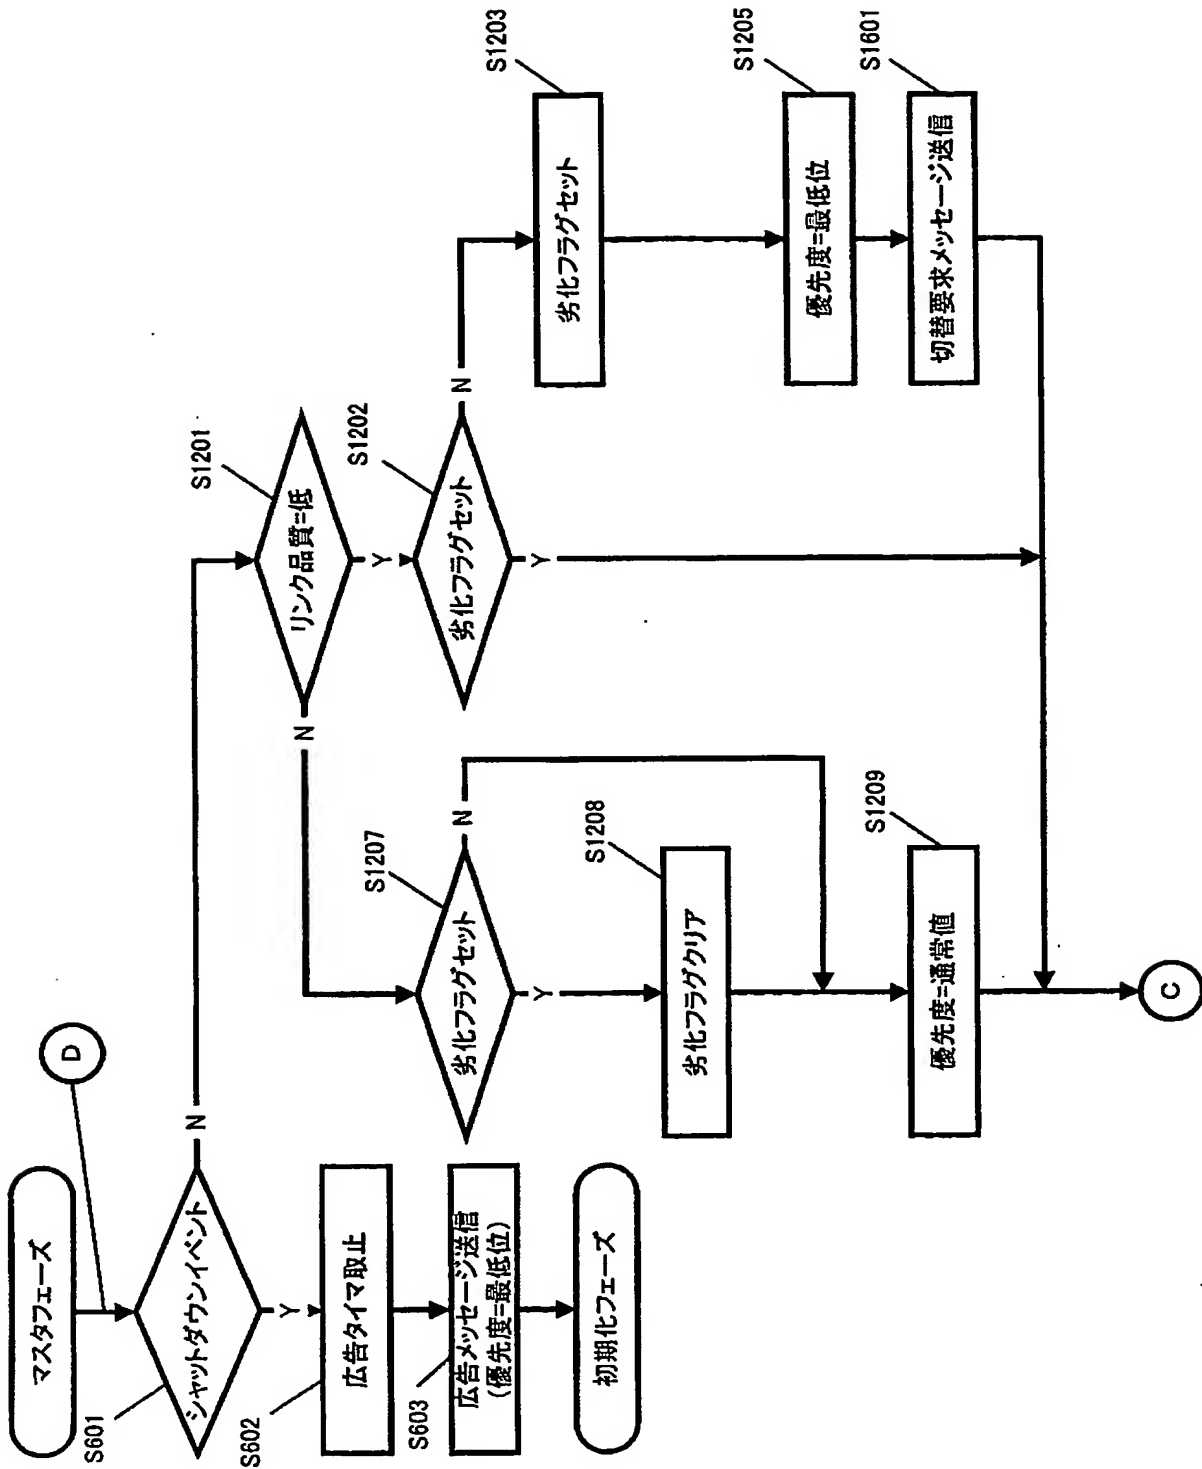 マスタフェーズ
D
S601
シャットダウンイベント
N
Y
S602
広告タイマ取止
S603
広告メッセージ送信
(優先度=最低位)
初期化フェーズ
S1201
リンク品質=低
N
Y
S1207
劣化フラグセット
N
Y
S1208
劣化フラグクリア
S1209
優先度=通常値
S1202
劣化フラグセット
N
Y
S1203
劣化フラグセット
S1205
優先度=最低位
S1601
切替要求メッセージ送信
C